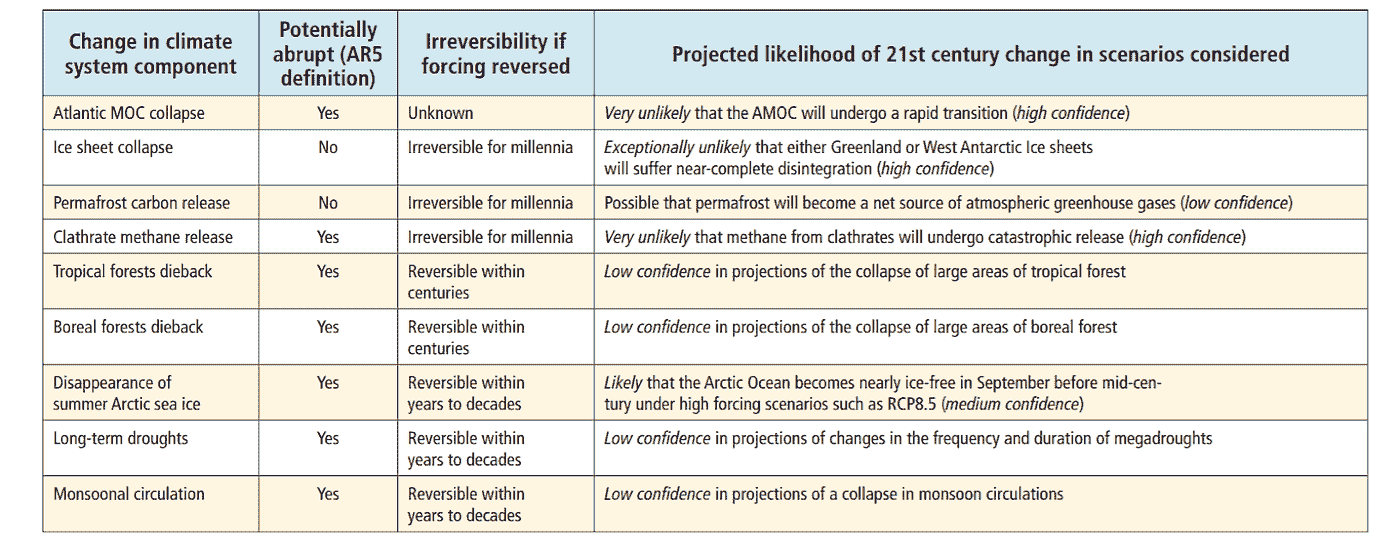 Change in climate
system component
Potentially
abrupt (AR5
definition)
Irreversibility if
forcing reversed
Projected likelihood of 21st century change in scenarios considered
Atlantic MOC collapse
Yes
Unknown
Very unlikely that the AMOC will undergo a rapid transition (high confidence)
Ice sheet collapse
No
Irreversible for millennia
Exceptionally unlikely that either Greenland or West Antarctic Ice sheets
will suffer near-complete disintegration (high confidence)
Permafrost carbon release
No
Irreversible for millennia
Possible that permafrost will become a net source of atmospheric greenhouse gases (low confidence)
Clathrate methane release
Yes
Irreversible for millennia
Very unlikely that methane from clathrates will undergo catastrophic release (high confidence)
Tropical forests dieback
Yes
Reversible within
centuries
Low confidence in projections of the collapse of large areas of tropical forest
Boreal forests dieback
Yes
Reversible within
centuries
Low confidence in projections of the collapse of large areas of boreal forest
Disappearance of
summer Arctic sea ice
Yes
Reversible within
years to decades
Likely that the Arctic Ocean becomes nearly ice-free in September before mid-cen-
tury under high forcing scenarios such as RCP8.5 (medium confidence)
Long-term droughts
Yes
Reversible within
years to decades
Low confidence in projections of changes in the frequency and duration of megadroughts
Monsoonal circulation
Yes
Reversible within
years to decades
Low confidence in projections of a collapse in monsoon circulations